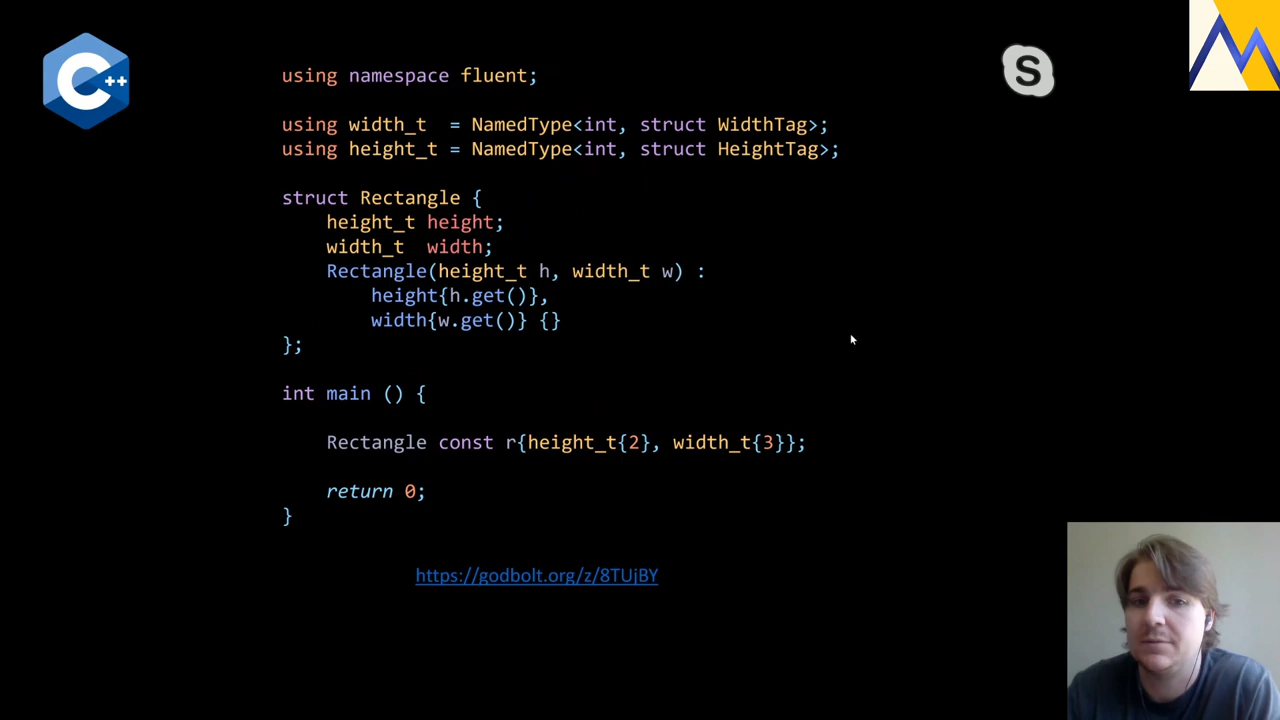 C++
S
using namespace fluent;
using width_t  = NamedType<int, struct WidthTag>;
using height_t = NamedType<int, struct HeightTag>;
struct Rectangle {
    height_t height;
    width_t  width;
    Rectangle(height_t h, width_t w) :
        height{h.get()},
        width{w.get()} {}
};
int main () {
    Rectangle const r{height_t{2}, width_t{3}};
    return 0;
}
https://godbolt.org/z/8TUjBY